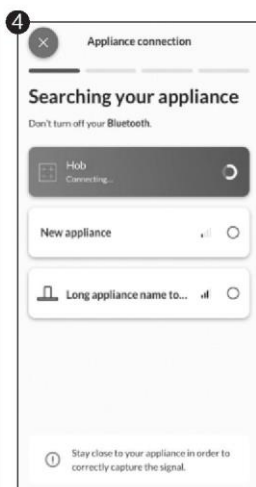 4
Appliance connection
Searching your appliance
Don't turn off your Bluetooth.
Hob
Connecting...
New appliance
Long appliance name to...
Stay close to your appliance in order to
correctly capture the signal.